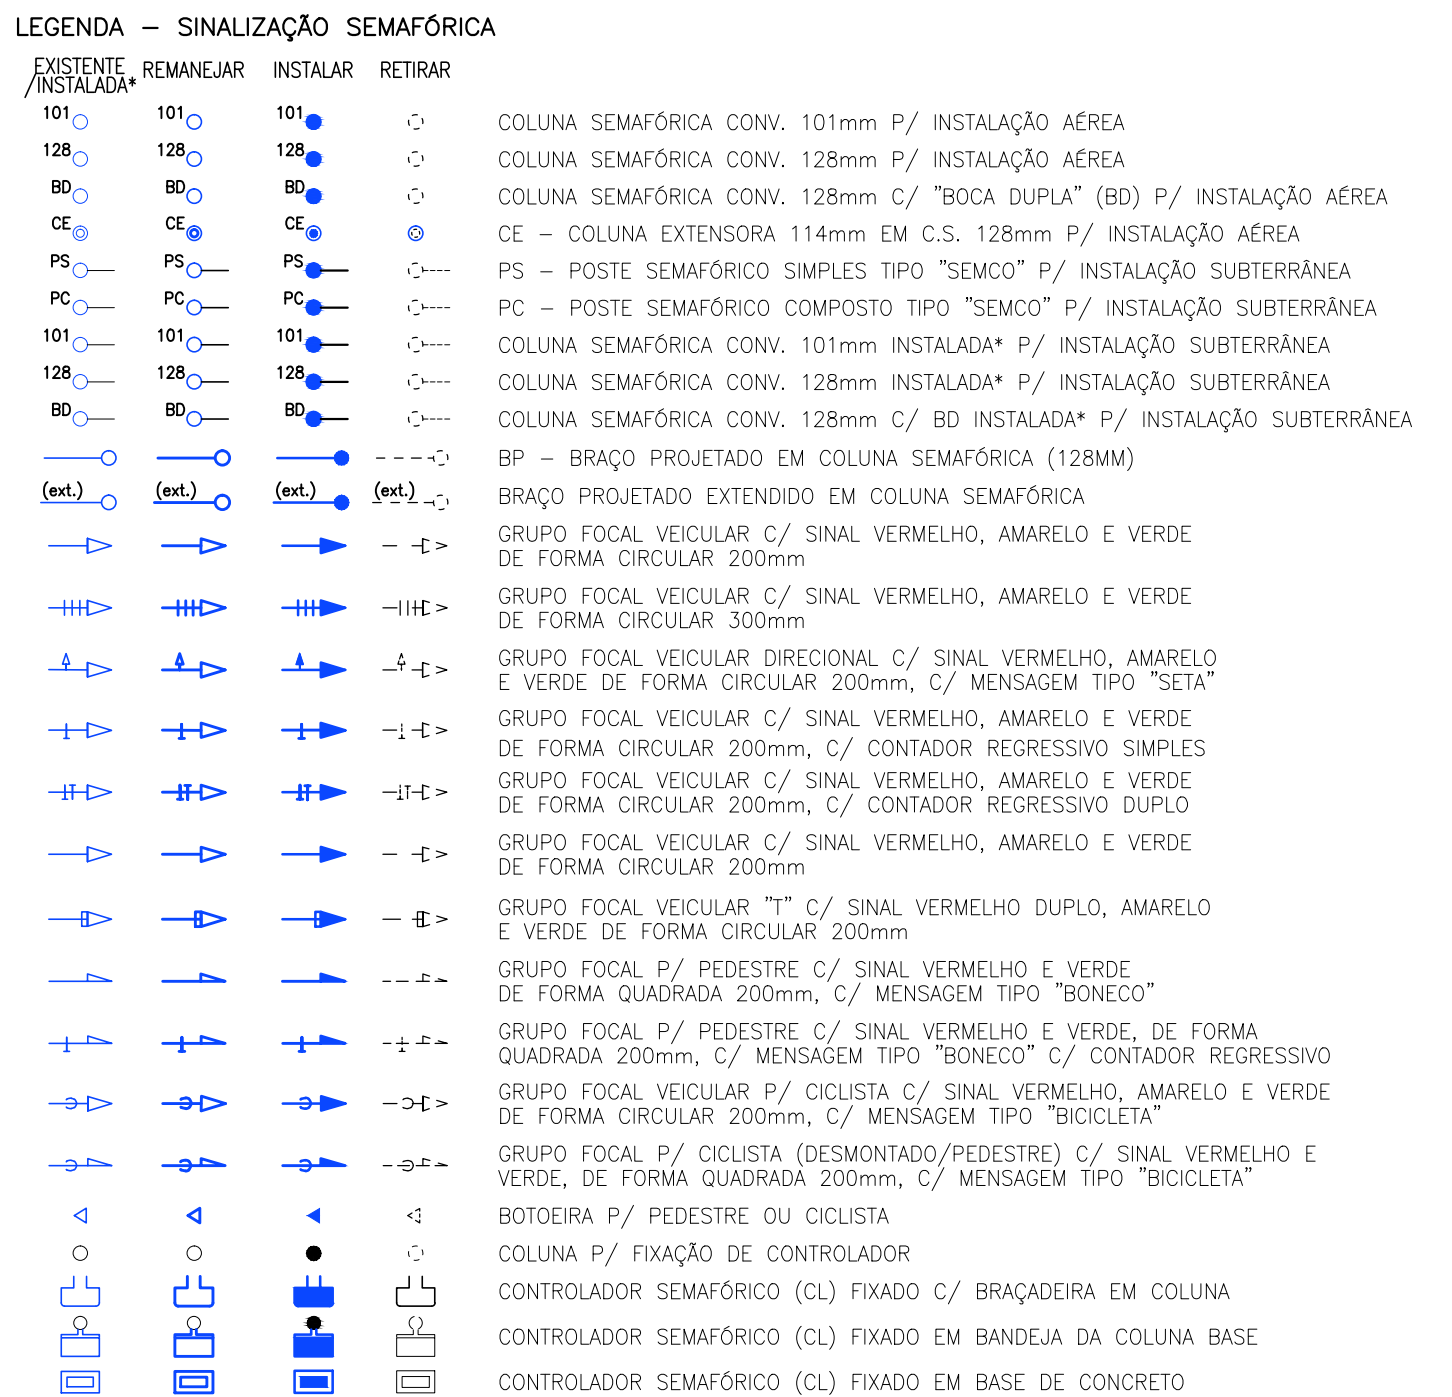 LEGENDA – SINALIZAÇÃO SEMAFÓRICA
EXISTENTE
/INSTALADA* REMANEJAR INSTALAR RETIRAR
101 101 101 COLUNA SEMAFÓRICA CONV. 101mm P/ INSTALAÇÃO AÉREA
128 128 128 COLUNA SEMAFÓRICA CONV. 128mm P/ INSTALAÇÃO AÉREA
BD BD BD COLUNA SEMAFÓRICA CONV. 128mm C/ "BOCA DUPLA" (BD) P/ INSTALAÇÃO AÉREA
CE CE CE CE – COLUNA EXTENSORA 114mm EM C.S. 128mm P/ INSTALAÇÃO AÉREA
PS PS PS PS – POSTE SEMAFÓRICO SIMPLES TIPO "SEMCO" P/ INSTALAÇÃO SUBTERRÂNEA
PC PC PC PC – POSTE SEMAFÓRICO COMPOSTO TIPO "SEMCO" P/ INSTALAÇÃO SUBTERRÂNEA
101 101 101 COLUNA SEMAFÓRICA CONV. 101mm INSTALADA* P/ INSTALAÇÃO SUBTERRÂNEA
128 128 128 COLUNA SEMAFÓRICA CONV. 128mm INSTALADA* P/ INSTALAÇÃO SUBTERRÂNEA
BD BD BD COLUNA SEMAFÓRICA CONV. 128mm C/ BD INSTALADA* P/ INSTALAÇÃO SUBTERRÂNEA
BP – BRAÇO PROJETADO EM COLUNA SEMAFÓRICA (128MM)
(ext.) (ext.) (ext.) (ext.) BRAÇO PROJETADO EXTENDIDO EM COLUNA SEMAFÓRICA
GRUPO FOCAL VEICULAR C/ SINAL VERMELHO, AMARELO E VERDE
DE FORMA CIRCULAR 200mm
GRUPO FOCAL VEICULAR C/ SINAL VERMELHO, AMARELO E VERDE
DE FORMA CIRCULAR 300mm
GRUPO FOCAL VEICULAR DIRECIONAL C/ SINAL VERMELHO, AMARELO
E VERDE DE FORMA CIRCULAR 200mm, C/ MENSAGEM TIPO "SETA"
GRUPO FOCAL VEICULAR C/ SINAL VERMELHO, AMARELO E VERDE
DE FORMA CIRCULAR 200mm, C/ CONTADOR REGRESSIVO SIMPLES
GRUPO FOCAL VEICULAR C/ SINAL VERMELHO, AMARELO E VERDE
DE FORMA CIRCULAR 200mm, C/ CONTADOR REGRESSIVO DUPLO
GRUPO FOCAL VEICULAR C/ SINAL VERMELHO, AMARELO E VERDE
DE FORMA CIRCULAR 200mm
GRUPO FOCAL VEICULAR "T" C/ SINAL VERMELHO DUPLO, AMARELO
E VERDE DE FORMA CIRCULAR 200mm
GRUPO FOCAL P/ PEDESTRE C/ SINAL VERMELHO E VERDE
DE FORMA QUADRADA 200mm, C/ MENSAGEM TIPO "BONECO"
GRUPO FOCAL P/ PEDESTRE C/ SINAL VERMELHO E VERDE, DE FORMA
QUADRADA 200mm, C/ MENSAGEM TIPO "BONECO" C/ CONTADOR REGRESSIVO
GRUPO FOCAL VEICULAR P/ CICLISTA C/ SINAL VERMELHO, AMARELO E VERDE
DE FORMA CIRCULAR 200mm, C/ MENSAGEM TIPO "BICICLETA"
GRUPO FOCAL P/ CICLISTA (DESMONTADO/PEDESTRE) C/ SINAL VERMELHO E
VERDE, DE FORMA QUADRADA 200mm, C/ MENSAGEM TIPO "BICICLETA"
BOTOEIRA P/ PEDESTRE OU CICLISTA
COLUNA P/ FIXAÇÃO DE CONTROLADOR
CONTROLADOR SEMAFÓRICO (CL) FIXADO C/ BRAÇADEIRA EM COLUNA
CONTROLADOR SEMAFÓRICO (CL) FIXADO EM BANDEJA DA COLUNA BASE
CONTROLADOR SEMAFÓRICO (CL) FIXADO EM BASE DE CONCRETO